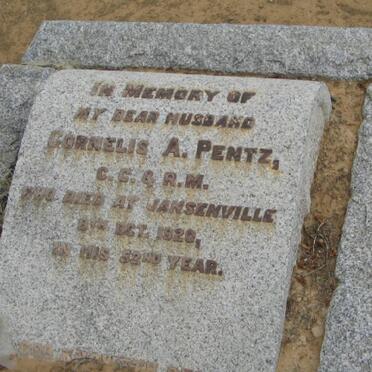 IN MEMORY OF
MY DEAR HUSBAND
CORNELIS A. PENTZ,
C. C. & R. M.
WHO DIED AT JANSENVILLE
OCT. 1920,
IN HIS YEAR.